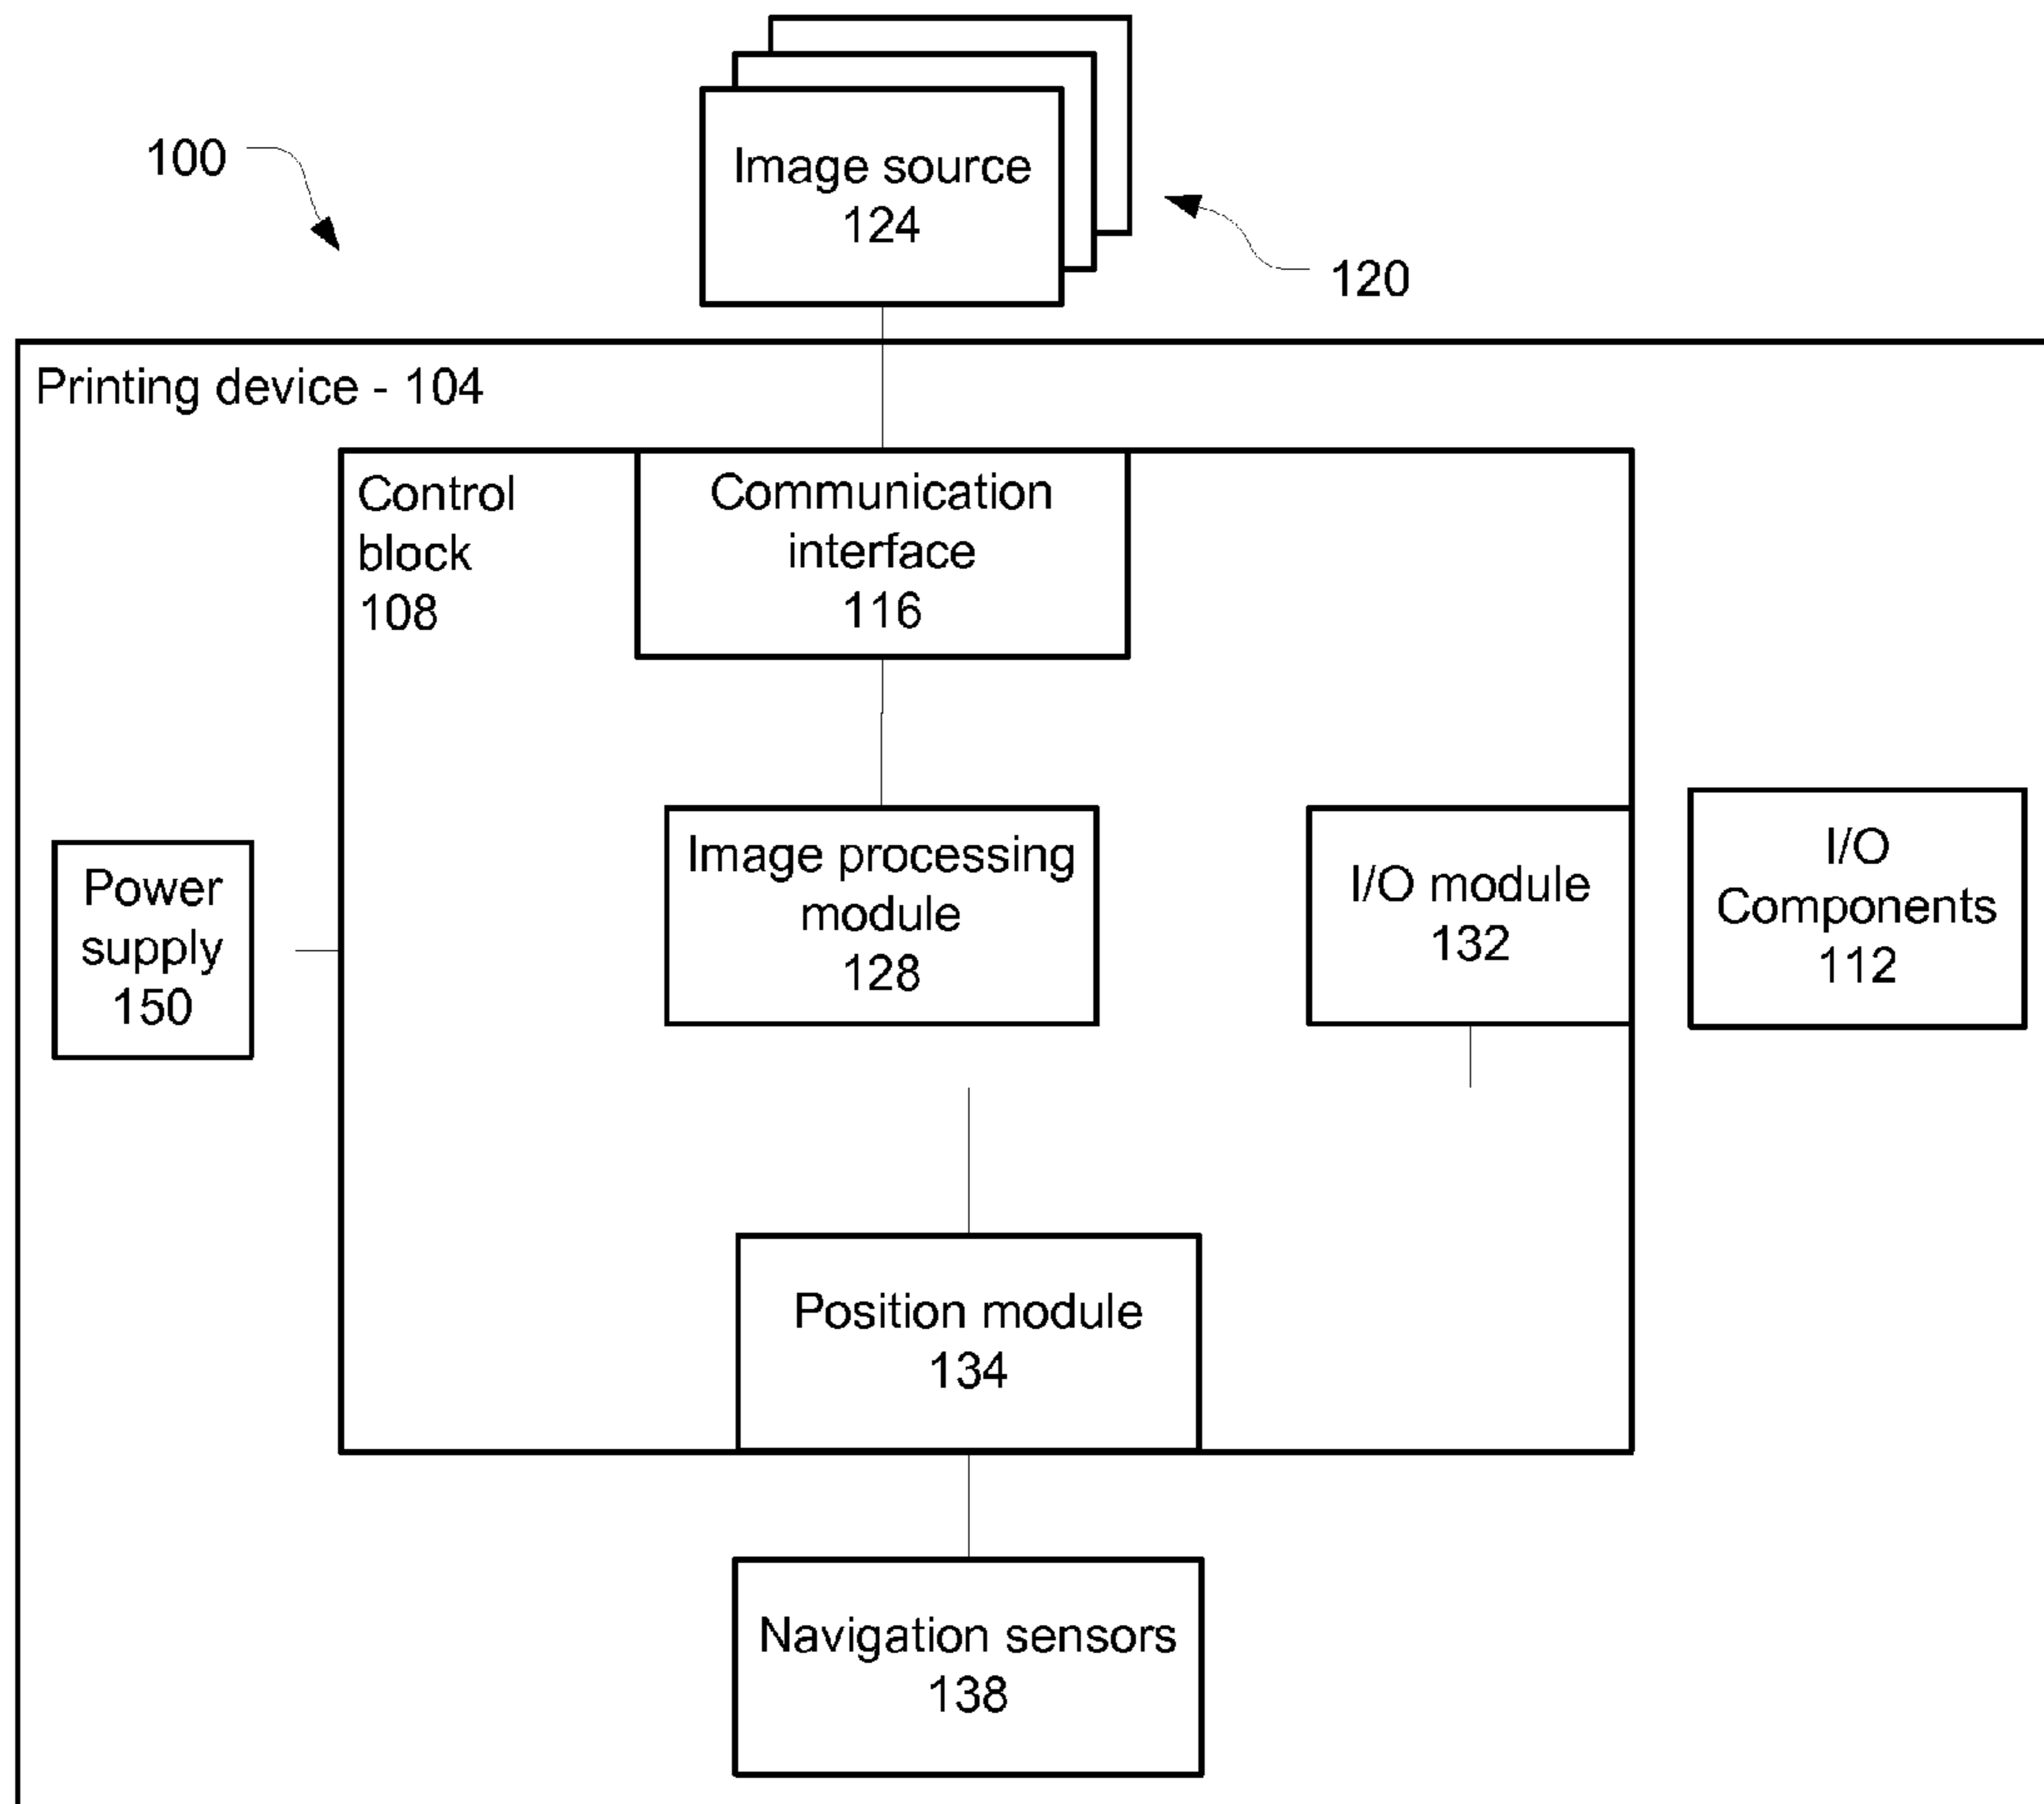 100
Image source
124
120
Printing device - 104
Control
block
108
Communication
interface
116
Power
supply
150
Image processing
module
128
I/O module
132
I/O
Components
112
Position module
134
Navigation sensors
138